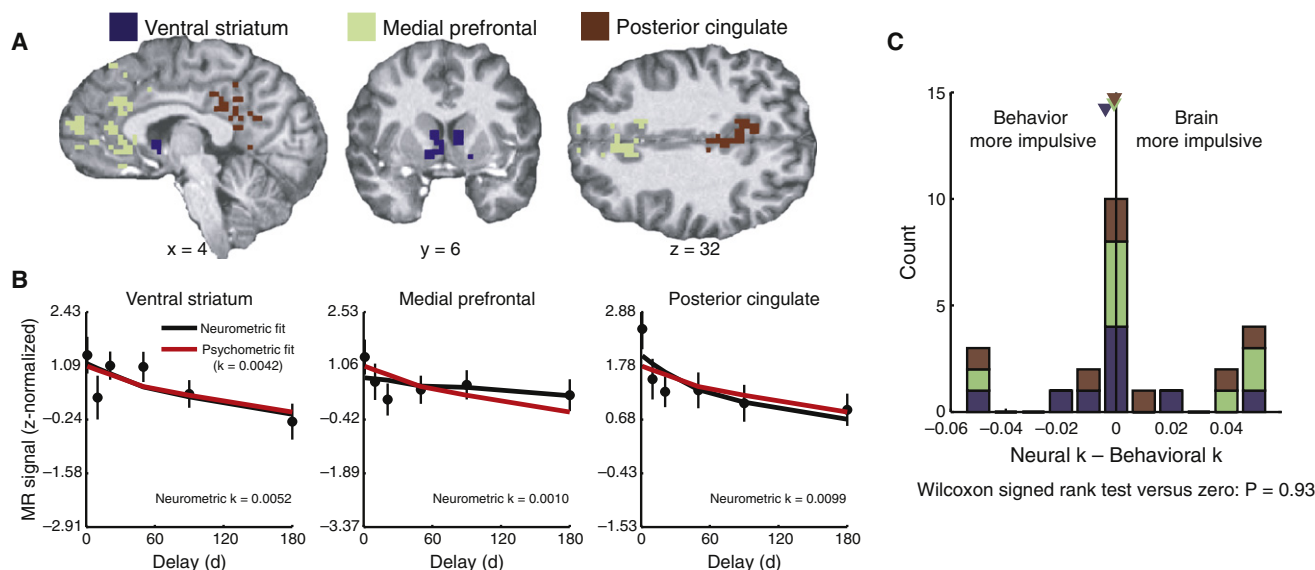 A
Ventral striatum
Medial prefrontal
Posterior cingulate
x = 4
y = 6
z = 32
B
MR signal (z-normalized)
Ventral striatum
2.43
1.09
−0.24
−1.58
−2.91
Neurometric fit
Psychometric fit
(k = 0.0042)
Neurometric k = 0.0052
0 60 120 180
Delay (d)
Medial prefrontal
2.53
1.06
−0.42
−1.89
−3.37
Neurometric k = 0.0010
0 60 120 180
Delay (d)
Posterior cingulate
2.88
1.78
0.68
−0.43
−1.53
Neurometric k = 0.0099
0 60 120 180
Delay (d)
C
Count
15
10
5
0
Behavior
more impulsive
Brain
more impulsive
−0.06 −0.04 −0.02 0 0.02 0.04
Neural k – Behavioral k
Wilcoxon signed rank test versus zero: P = 0.93